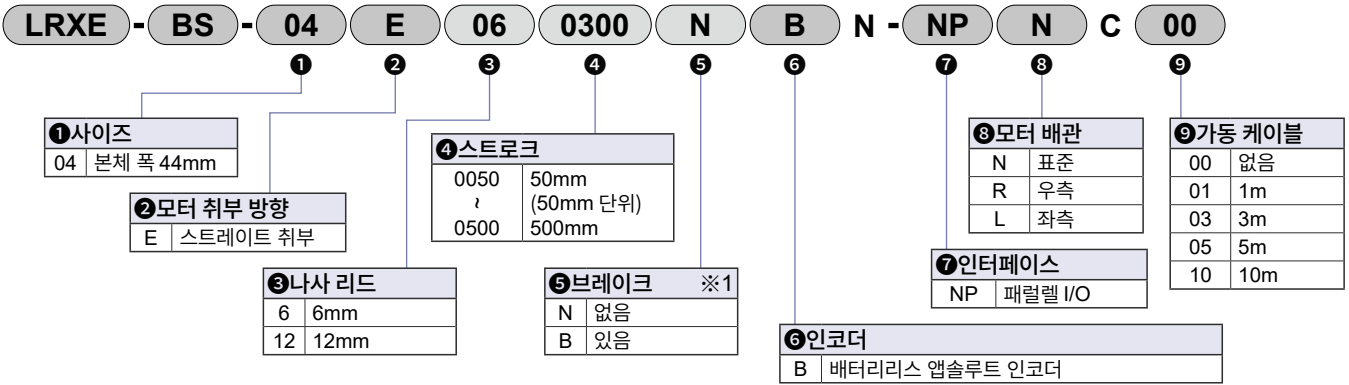 LRXE - BS - 04 E 06 0300 N B N - NP N C 00
❶ ❷ ❸ ❹ ❺ ❻ ❼ ❽ ❾
❶사이즈
04 본체 폭 44mm
❷모터 취부 방향
E 스트레이트 취부
❸나사 리드
6 6mm
12 12mm
❹스트로크
0050 50mm
~ (50mm 단위)
0500 500mm
❺브레이크 ※1
N 없음
B 있음
❻인코더
B 배터리리스 앱솔루트 인코더
❼인터페이스
NP 패럴렐 I/O
❽모터 배관
N 표준
R 우측
L 좌측
❾가동 케이블
00 없음
01 1m
03 3m
05 5m
10 10m